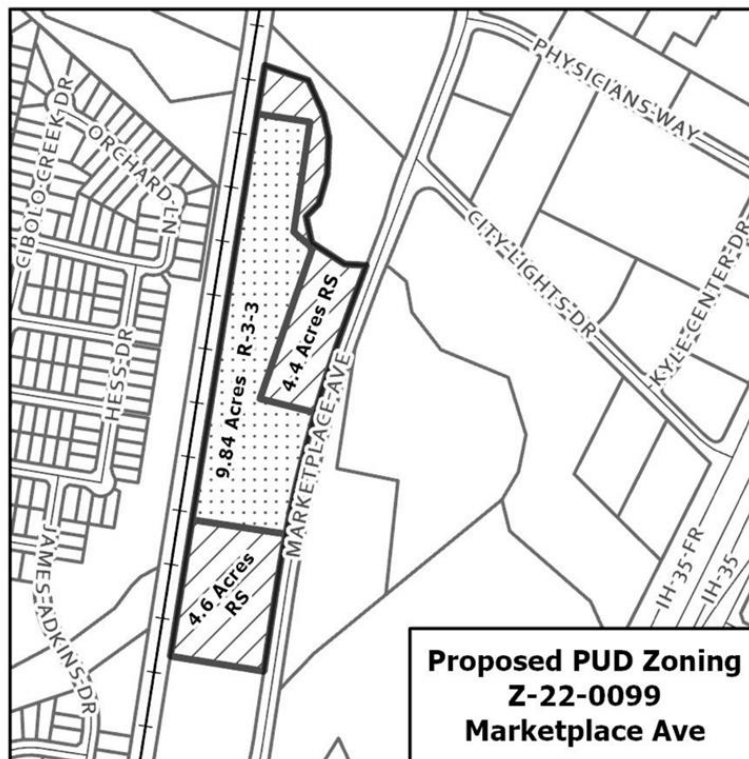 PHYSICIANS WAY
CIBOLO CREEK DR
ORCHARD LN
CITY LIGHTS DR
KYLE CENTER DR
4.4 Acres RS
9.84 Acres R-3-3
HESS DR
MARKETPLACE AVE
4.6 Acres
RS
JAMES ADKINS DR
IH 35 FR
IH 35
Proposed PUD Zoning
Z-22-0099
Marketplace Ave